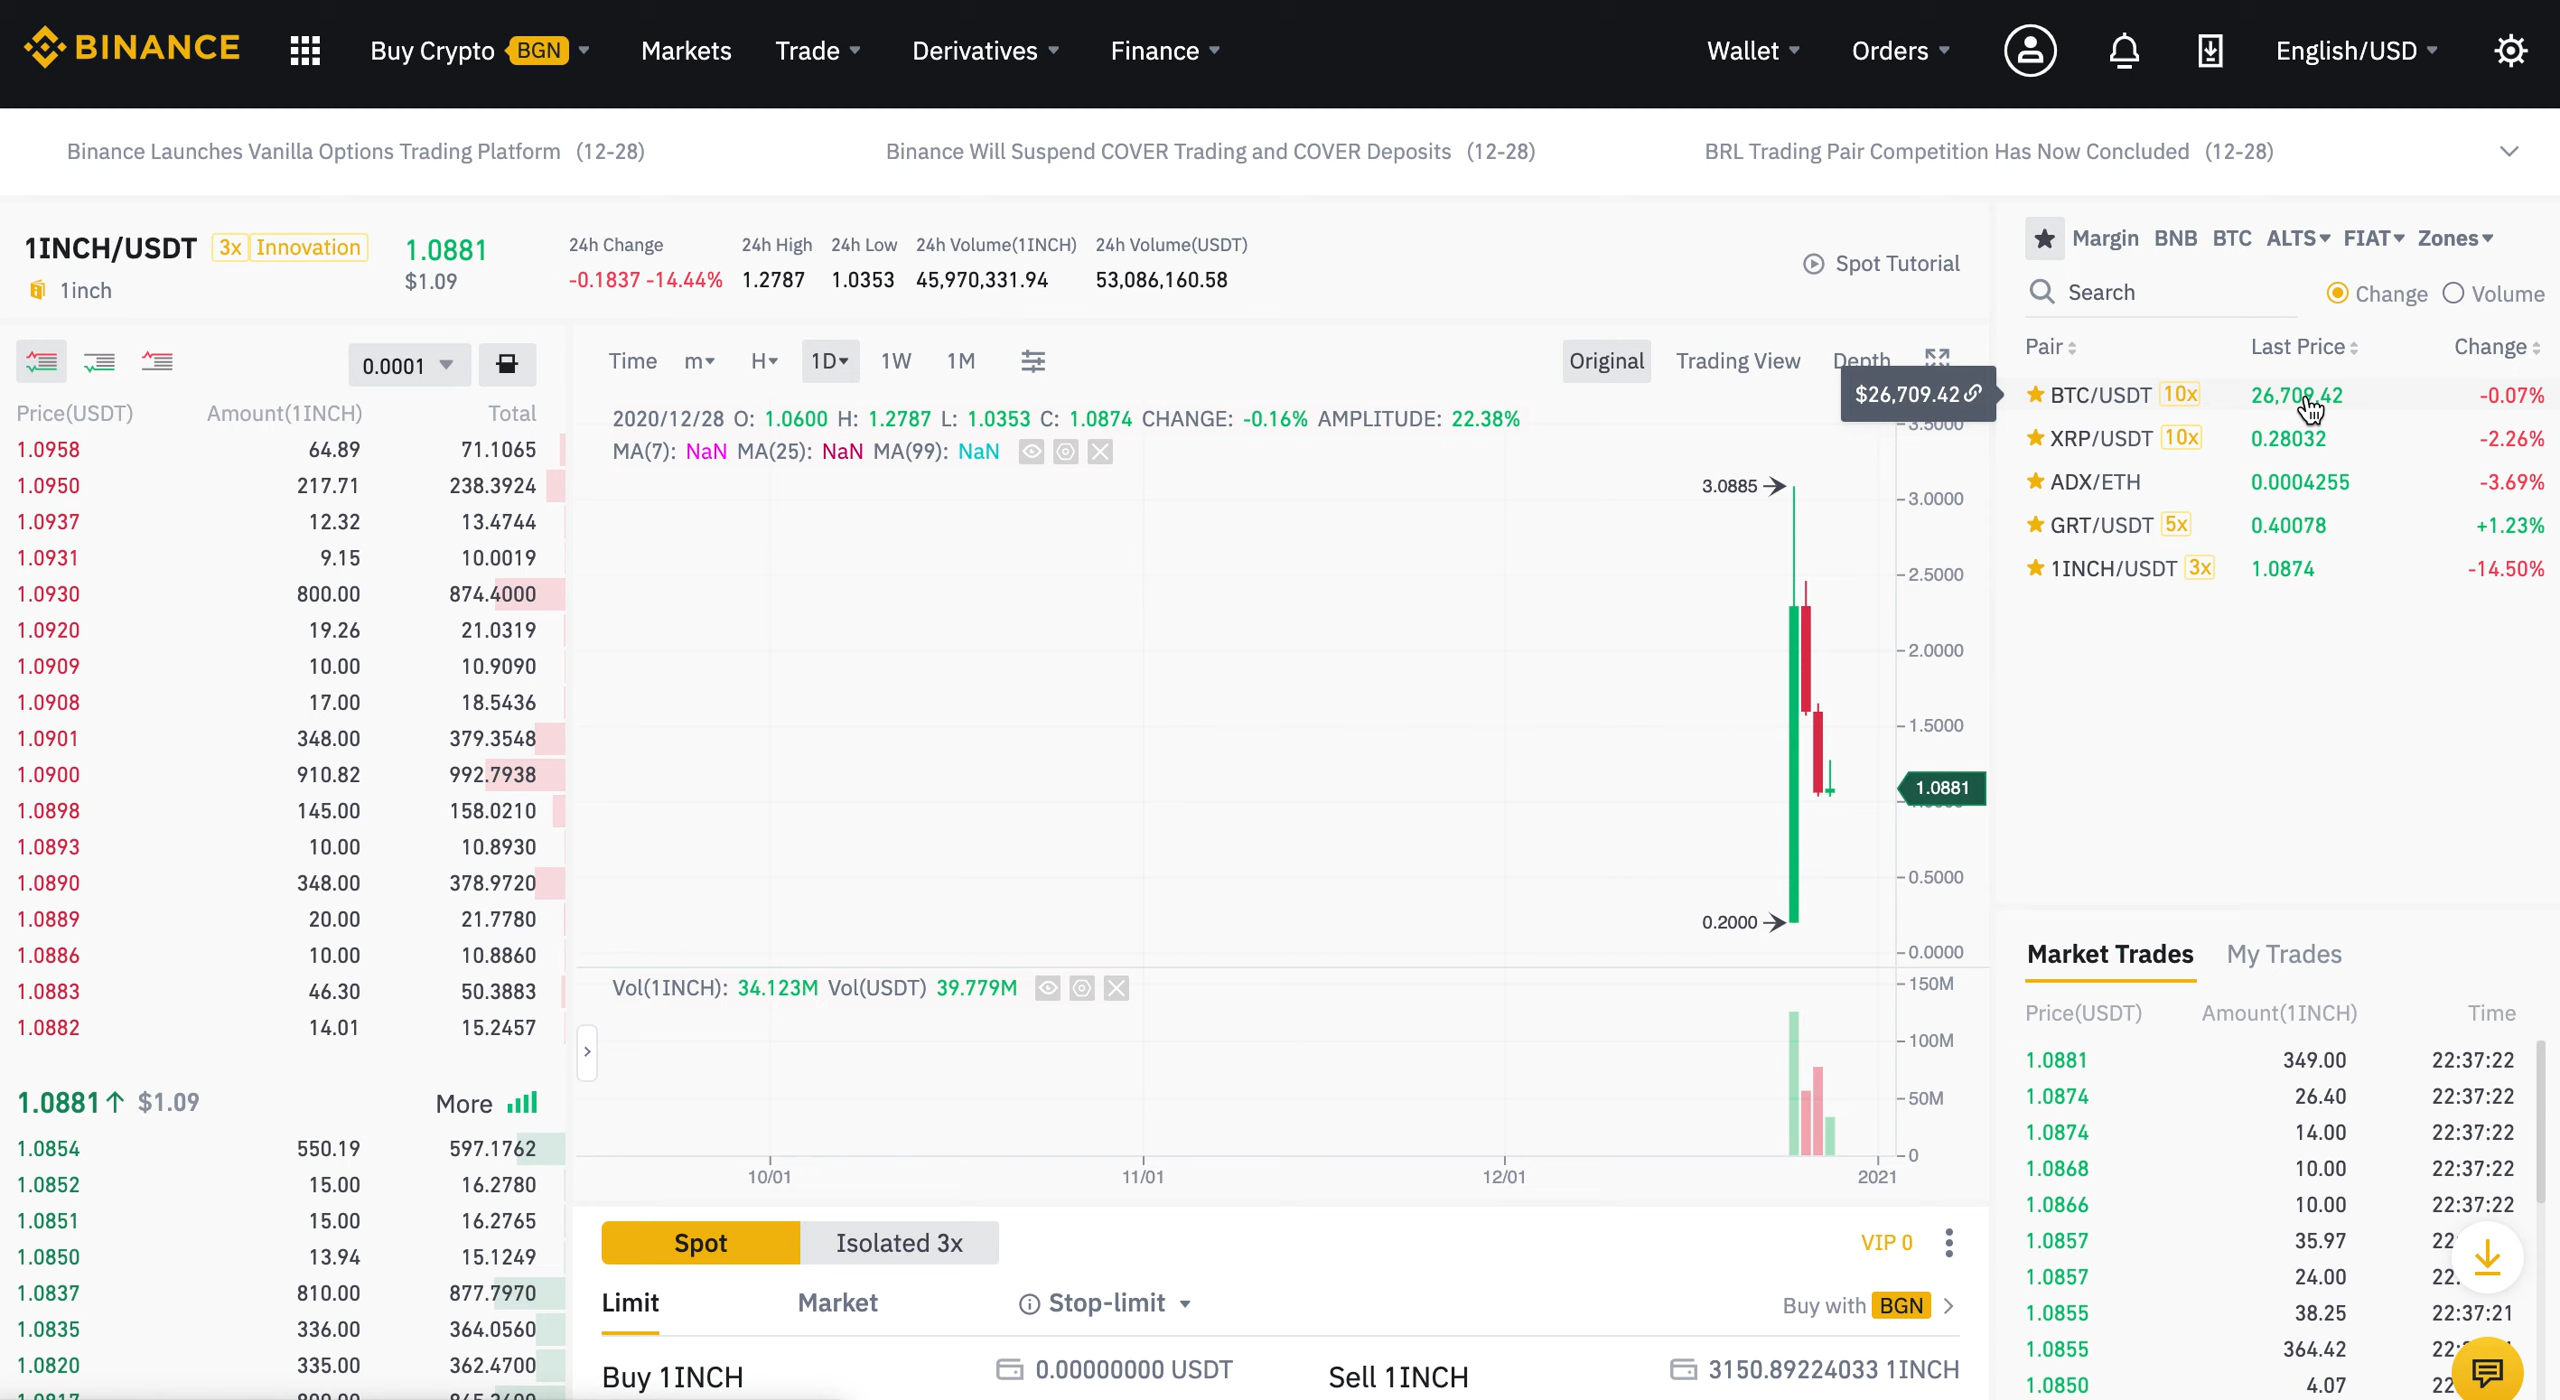 BINANCE Buy Crypto BGN Markets Trade Derivatives Finance Wallet Orders English/USD
Binance Launches Vanilla Options Trading Platform (12-28) Binance Will Suspend COVER Trading and COVER Deposits (12-28) BRL Trading Pair Competition Has Now Concluded (12-28)
1INCH/USDT 3x Innovation
1inch
1.0881
$1.09
24h Change 24h High 24h Low 24h Volume(1INCH) 24h Volume(USDT)
-0.1837 -14.44% 1.2787 1.0353 45,970,331.94 53,086,160.58
Spot Tutorial
0.0001
Price(USDT) Amount(1INCH) Total
1.0958 64.89 71.1065
1.0950 217.71 238.3924
1.0937 12.32 13.4744
1.0931 9.15 10.0019
1.0930 800.00 874.4000
1.0920 19.26 21.0319
1.0909 10.00 10.9090
1.0908 17.00 18.5436
1.0901 348.00 379.3548
1.0900 910.82 992.7938
1.0898 145.00 158.0210
1.0893 10.00 10.8930
1.0890 348.00 378.9720
1.0889 20.00 21.7780
1.0886 10.00 10.8860
1.0883 46.30 50.3883
1.0882 14.01 15.2457
1.0881↑ $1.09 More
1.0854 550.19 597.1762
1.0852 15.00 16.2780
1.0851 15.00 16.2765
1.0850 13.94 15.1249
1.0837 810.00 877.7970
1.0835 336.00 364.0560
1.0820 335.00 362.4700
Time m H 1D 1W 1M Original Trading View Depth
2020/12/28 O: 1.0600 H: 1.2787 L: 1.0353 C: 1.0874 CHANGE: -0.16% AMPLITUDE: 22.38%
MA(7): NaN MA(25): NaN MA(99): NaN
3.0885
3.0000
2.5000
2.0000
1.5000
1.0881
0.5000
0.2000
0.0000
Vol(1INCH): 34.123M Vol(USDT) 39.779M
150M
100M
50M
0
10/01 11/01 12/01 2021
Spot Isolated 3x VIP 0
Limit Market Stop-limit Buy with BGN
Buy 1INCH 0.00000000 USDT Sell 1INCH 3150.89224033 1INCH
Margin BNB BTC ALTS FIAT Zones
Search Change Volume
Pair Last Price Change
$26,709.42
BTC/USDT 10x 26,709.42 -0.07%
XRP/USDT 10x 0.28032 -2.26%
ADX/ETH 0.0004255 -3.69%
GRT/USDT 5x 0.40078 +1.23%
1INCH/USDT 3x 1.0874 -14.50%
Market Trades My Trades
Price(USDT) Amount(1INCH) Time
1.0881 349.00 22:37:22
1.0874 26.40 22:37:22
1.0874 14.00 22:37:22
1.0868 10.00 22:37:22
1.0866 10.00 22:37:22
1.0857 35.97
1.0857 24.00
1.0855 38.25 22:37:21
1.0855 364.42
1.0850 4.07